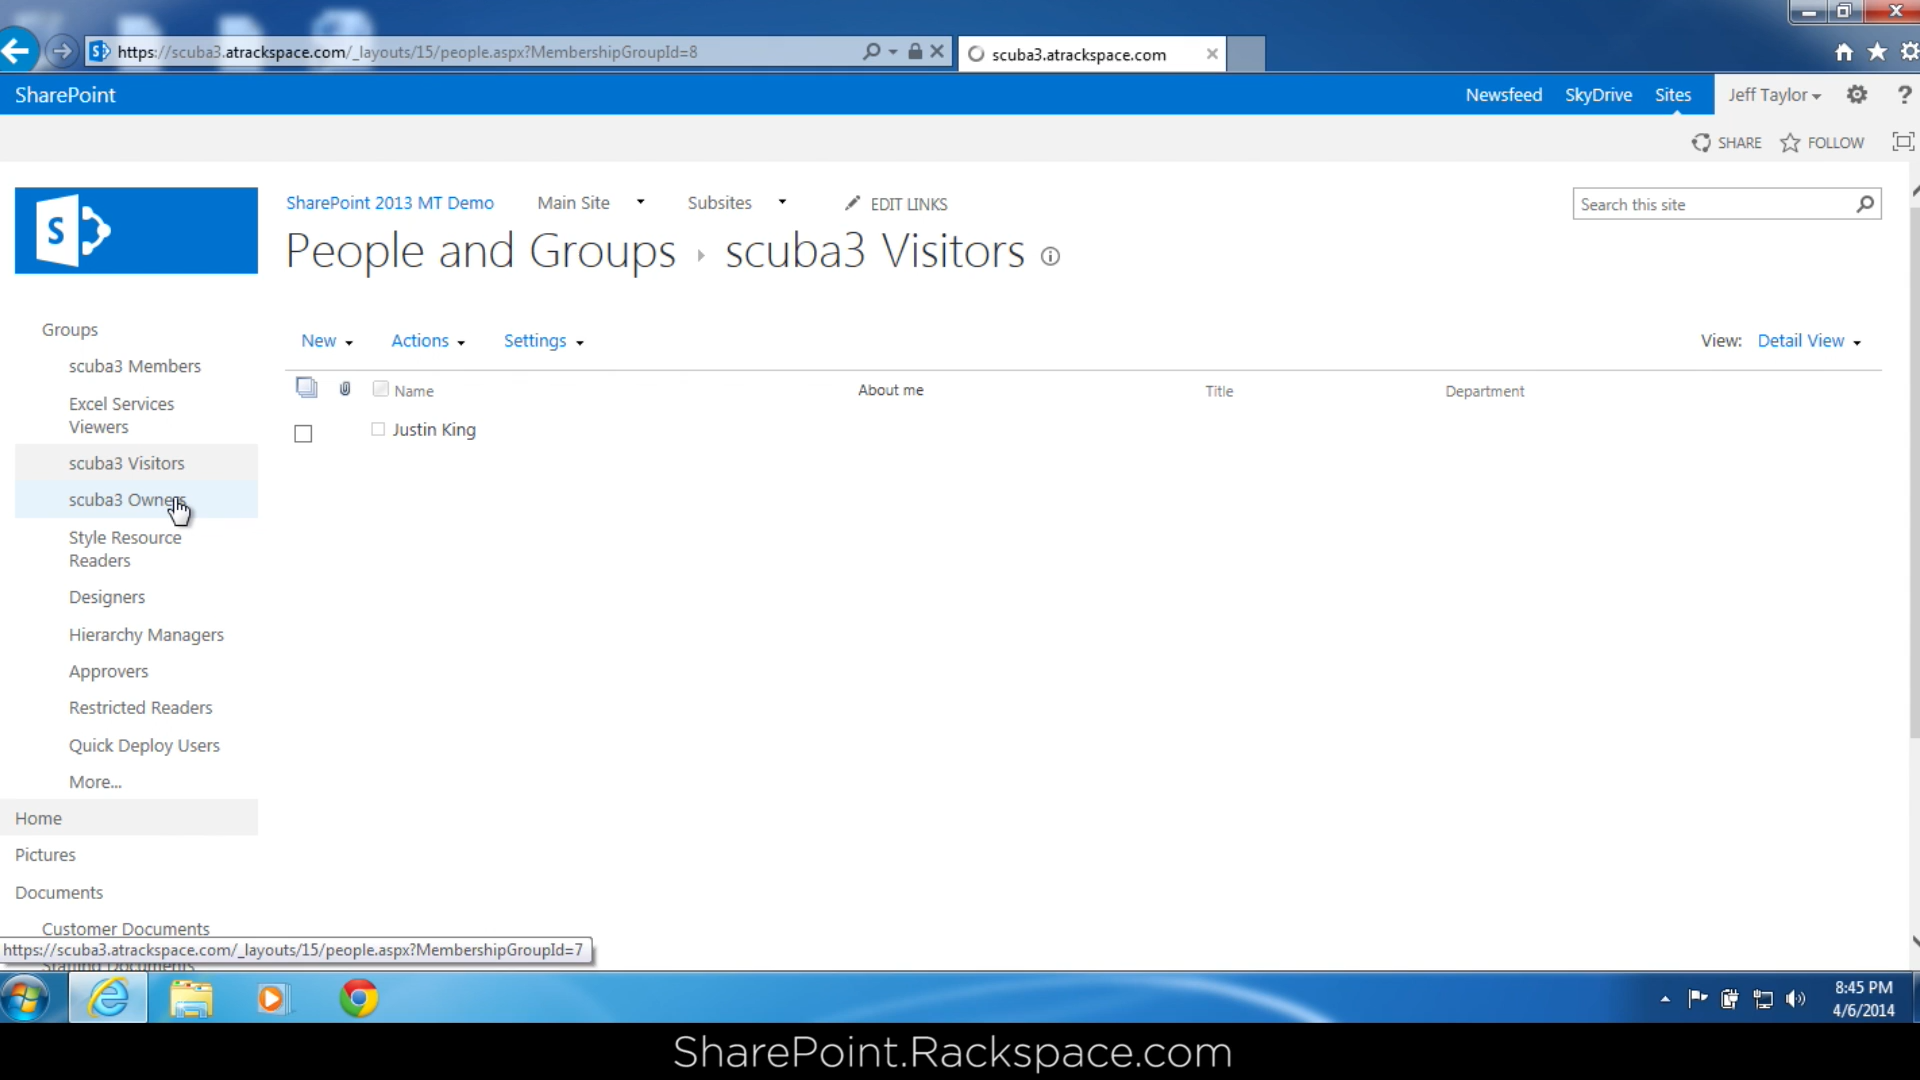 https://scuba3.atrackspace.com/_layouts/15/people.aspx?MembershipGroupId=8
scuba3.atrackspace.com
SharePoint
Newsfeed
SkyDrive
Sites
Jeff Taylor
?
SHARE
FOLLOW
S
SharePoint 2013 MT Demo
Main Site
Subsites
EDIT LINKS
Search this site
People and Groups ▸ scuba3 Visitors
Groups
scuba3 Members
Excel Services
Viewers
scuba3 Visitors
scuba3 Owners
Style Resource
Readers
Designers
Hierarchy Managers
Approvers
Restricted Readers
Quick Deploy Users
More...
Home
Pictures
Documents
Customer Documents
Staffing Documents
New
Actions
Settings
View: Detail View
Name
About me
Title
Department
Justin King
https://scuba3.atrackspace.com/_layouts/15/people.aspx?MembershipGroupId=7
8:45 PM
4/6/2014
SharePoint.Rackspace.com